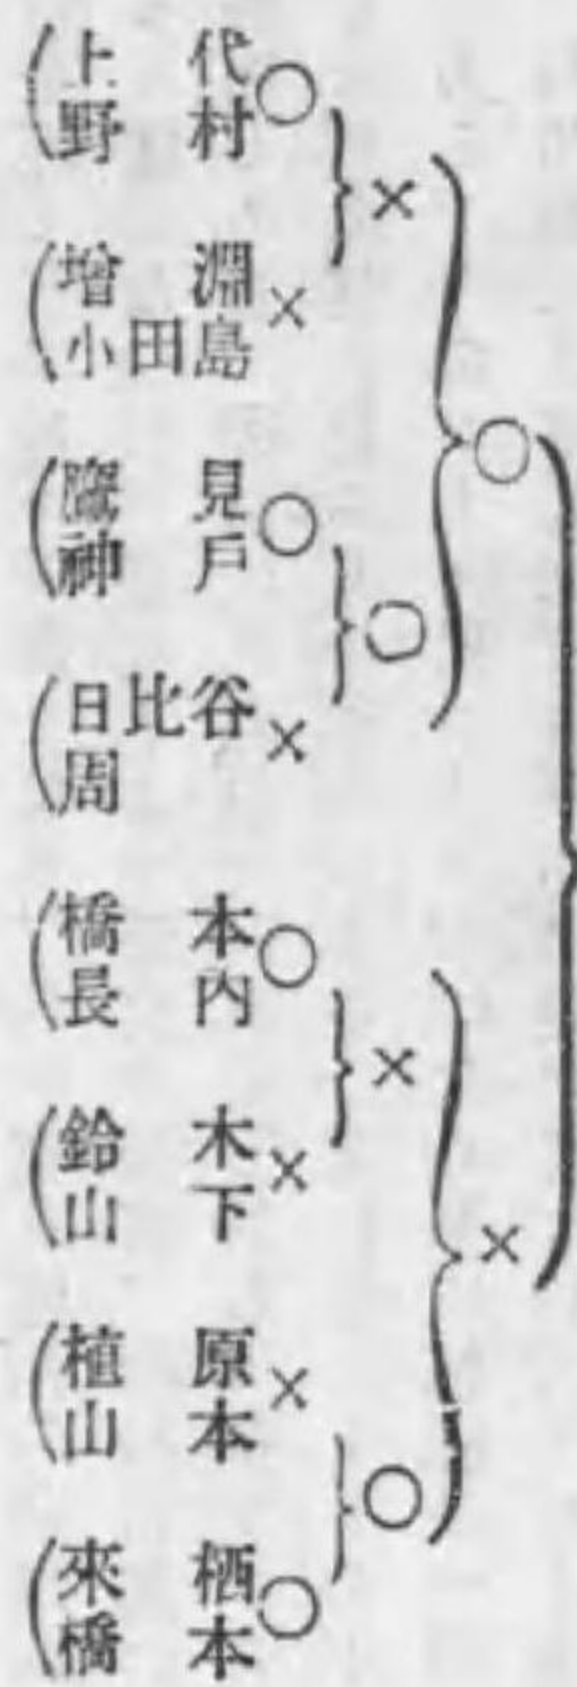 上代○
野村
增淵×
小田島
鷹見○
神戶
日比谷×
周
橋本○
長內
鈴木×
山下
植原×
山本
來栖○
橋本
×
○
×
○
○
×